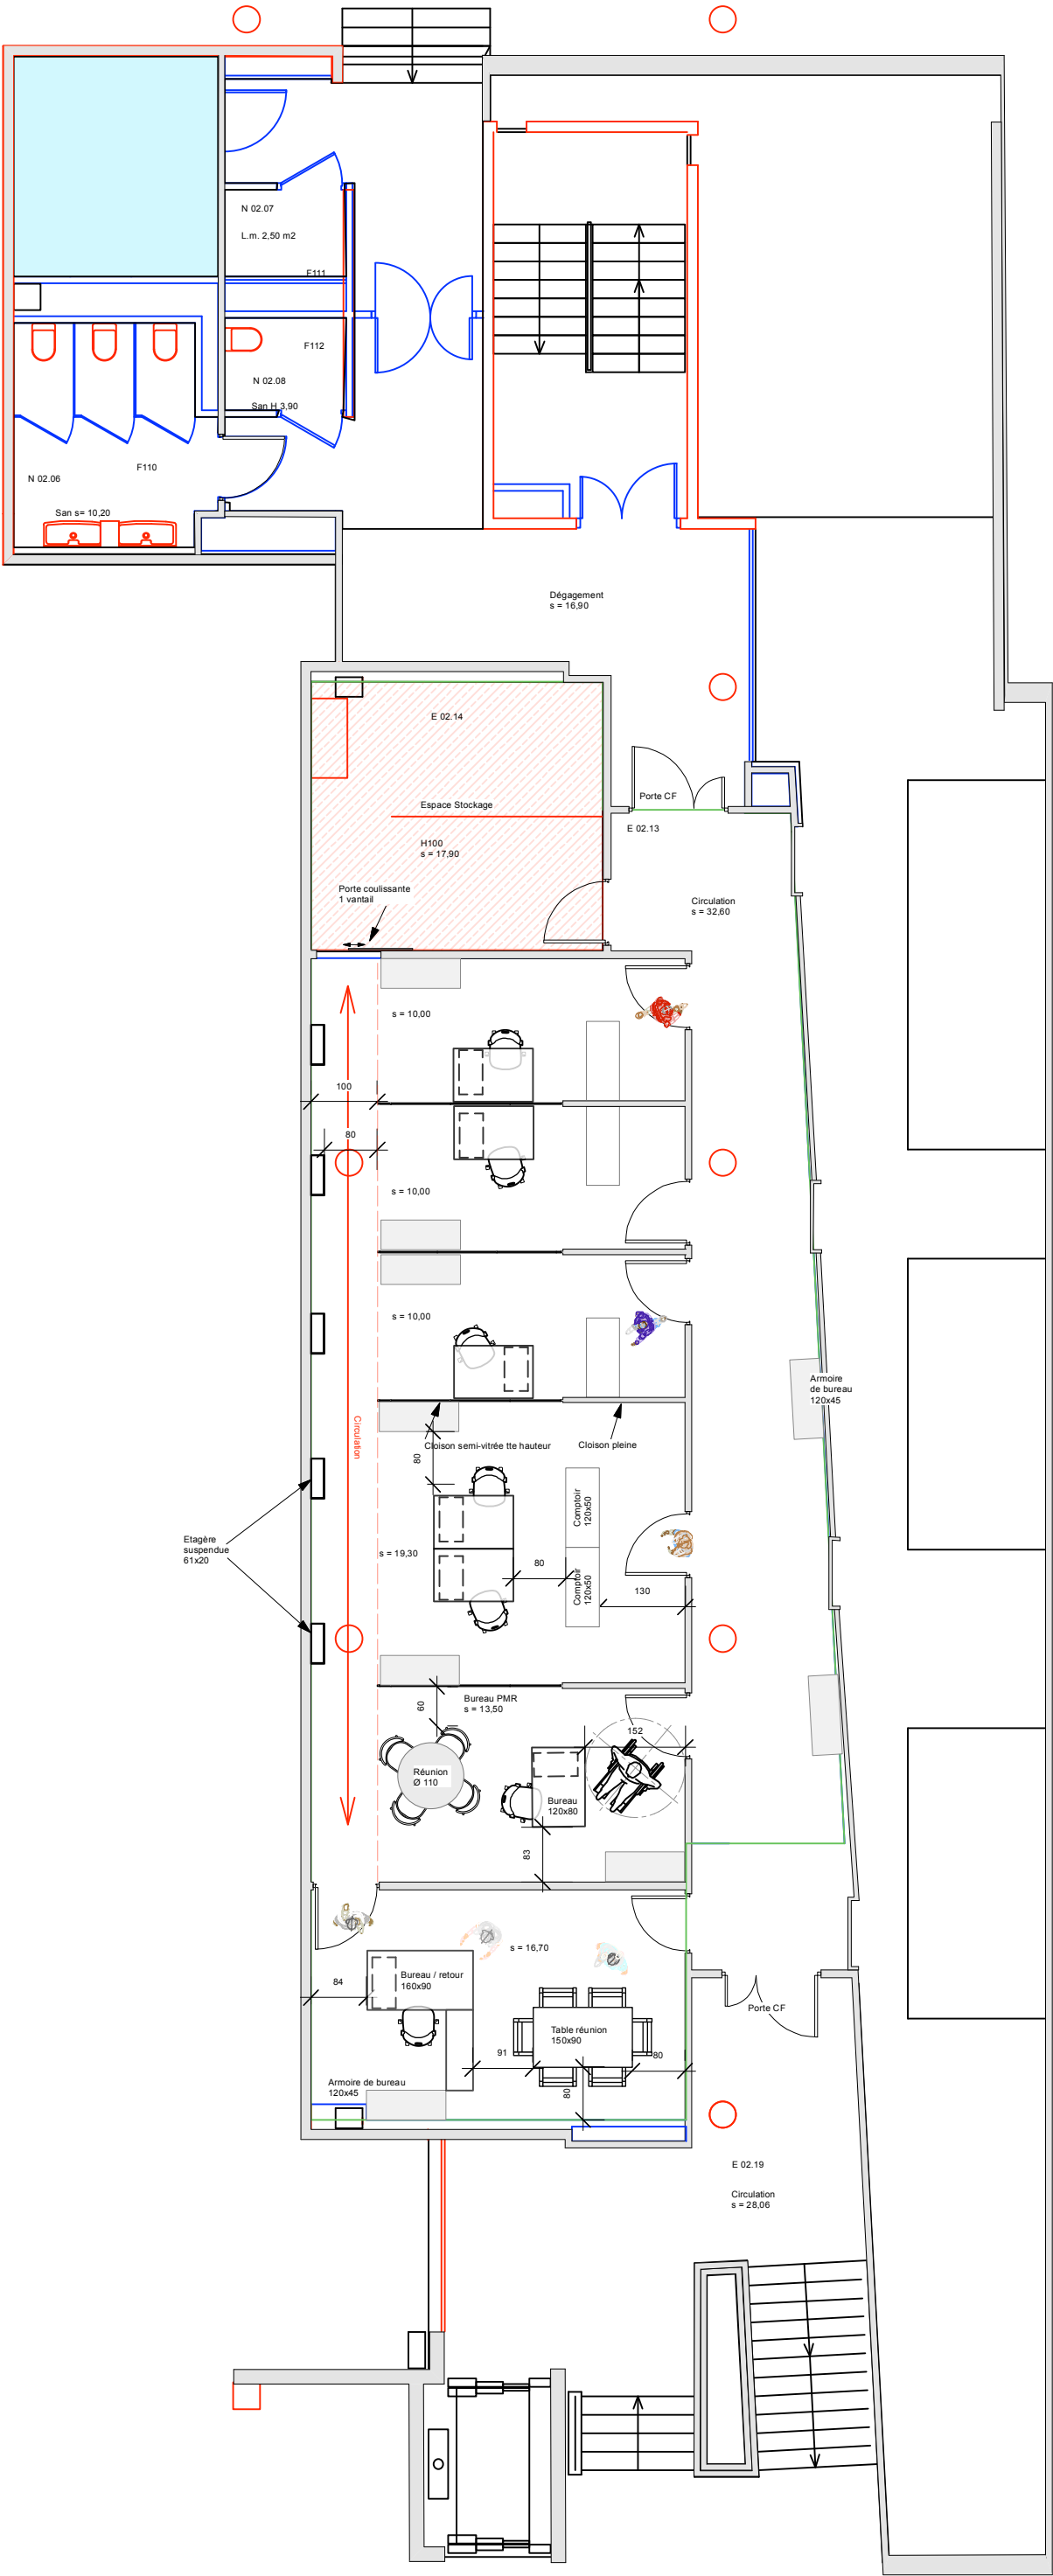 N 02.07
L.m. 2,50 m2
F111
F112
N 02.08
San H 3,90
F110
N 02.06
San s= 10,20
Dégagement
s = 16,90
E 02.14
Espace Stockage
H100
s = 17,90
Porte CF
E 02.13
Circulation
s = 32,60
Porte coulissante
1 vantail
s = 10,00
100
80
s = 10,00
s = 10,00
Armoire
de bureau
120x45
Circulation
Cloison semi-vitrée tte hauteur
Cloison pleine
80
Comptoir
120x50
Etagère
suspendue
61x20
s = 19,30
80
Comptoir
120x50
130
Bureau PMR
s = 13,50
60
152
Réunion
Ø 110
Bureau
120x80
83
s = 16,70
Bureau / retour
160x90
84
Porte CF
Table réunion
150x90
91
80
80
Armoire de bureau
120x45
E 02.19
Circulation
s = 28,06